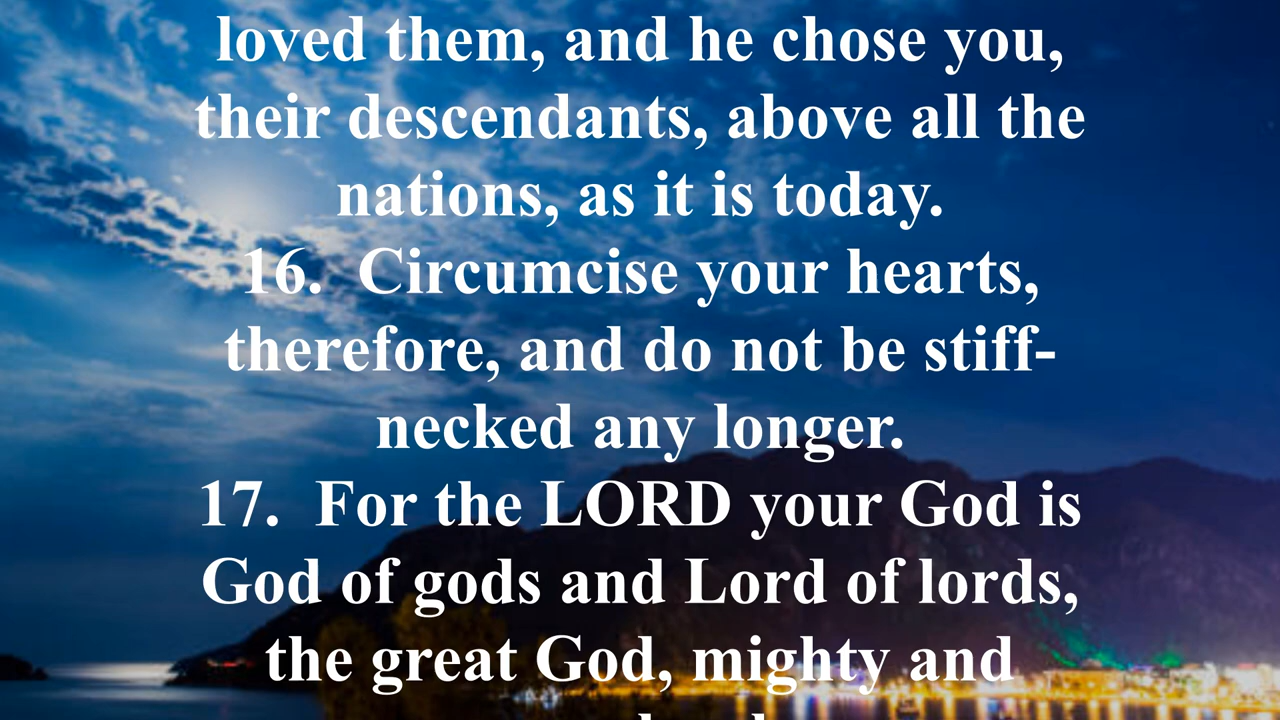 loved them, and he chose you,
their descendants, above all the
nations, as it is today.
16.  Circumcise your hearts,
therefore, and do not be stiff-
necked any longer.
17.  For the LORD your God is
God of gods and Lord of lords,
the great God, mighty and